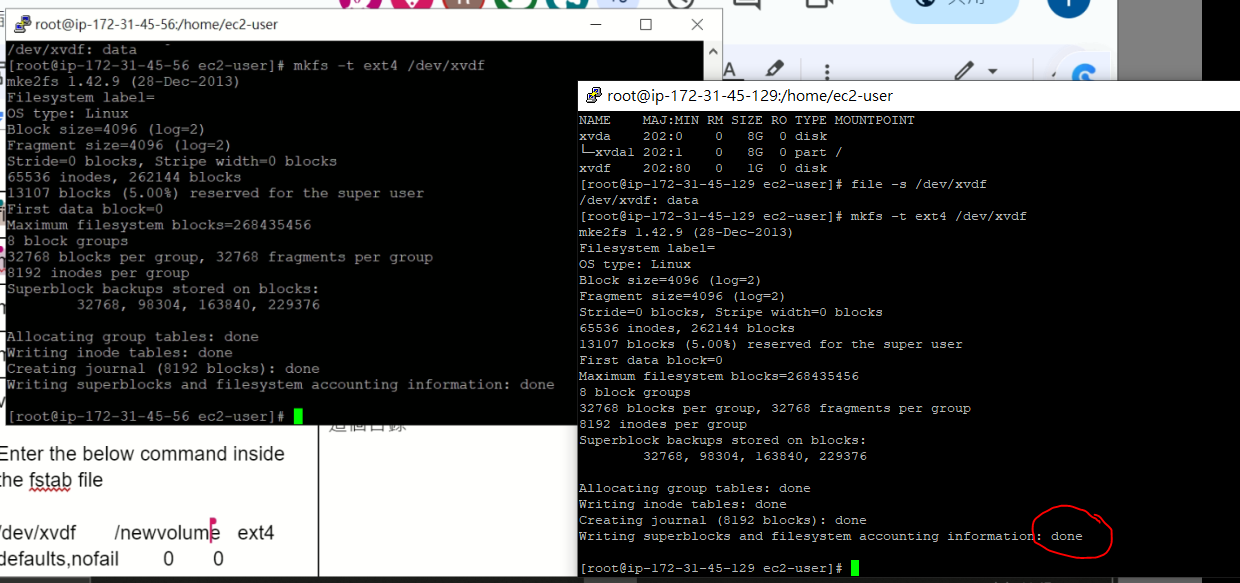 root@ip-172-31-45-56:/home/ec2-user
/dev/xvdf: data
[root@ip-172-31-45-56 ec2-user]# mkfs -t ext4 /dev/xvdf
mke2fs 1.42.9 (28-Dec-2013)
Filesystem label=
OS type: Linux
Block size=4096 (log=2)
Fragment size=4096 (log=2)
Stride=0 blocks, Stripe width=0 blocks
65536 inodes, 262144 blocks
13107 blocks (5.00%) reserved for the super user
First data block=0
Maximum filesystem blocks=268435456
8 block groups
32768 blocks per group, 32768 fragments per group
8192 inodes per group
Superblock backups stored on blocks:
32768, 98304, 163840, 229376
Allocating group tables: done
Writing inode tables: done
Creating journal (8192 blocks): done
Writing superblocks and filesystem accounting information: done
[root@ip-172-31-45-56 ec2-user]#
Enter the below command inside
the fstab file
/dev/xvdf /newvolume ext4
defaults,nofail 0 0
root@ip-172-31-45-129:/home/ec2-user
NAME MAJ:MIN RM SIZE RO TYPE MOUNTPOINT
xvda 202:0 0 8G 0 disk
└─xvda1 202:1 0 8G 0 part /
xvdf 202:80 0 1G 0 disk
[root@ip-172-31-45-129 ec2-user]# file -s /dev/xvdf
/dev/xvdf: data
[root@ip-172-31-45-129 ec2-user]# mkfs -t ext4 /dev/xvdf
mke2fs 1.42.9 (28-Dec-2013)
Filesystem label=
OS type: Linux
Block size=4096 (log=2)
Fragment size=4096 (log=2)
Stride=0 blocks, Stripe width=0 blocks
65536 inodes, 262144 blocks
13107 blocks (5.00%) reserved for the super user
First data block=0
Maximum filesystem blocks=268435456
8 block groups
32768 blocks per group, 32768 fragments per group
8192 inodes per group
Superblock backups stored on blocks:
32768, 98304, 163840, 229376
Allocating group tables: done
Writing inode tables: done
Creating journal (8192 blocks): done
Writing superblocks and filesystem accounting information: done
[root@ip-172-31-45-129 ec2-user]#